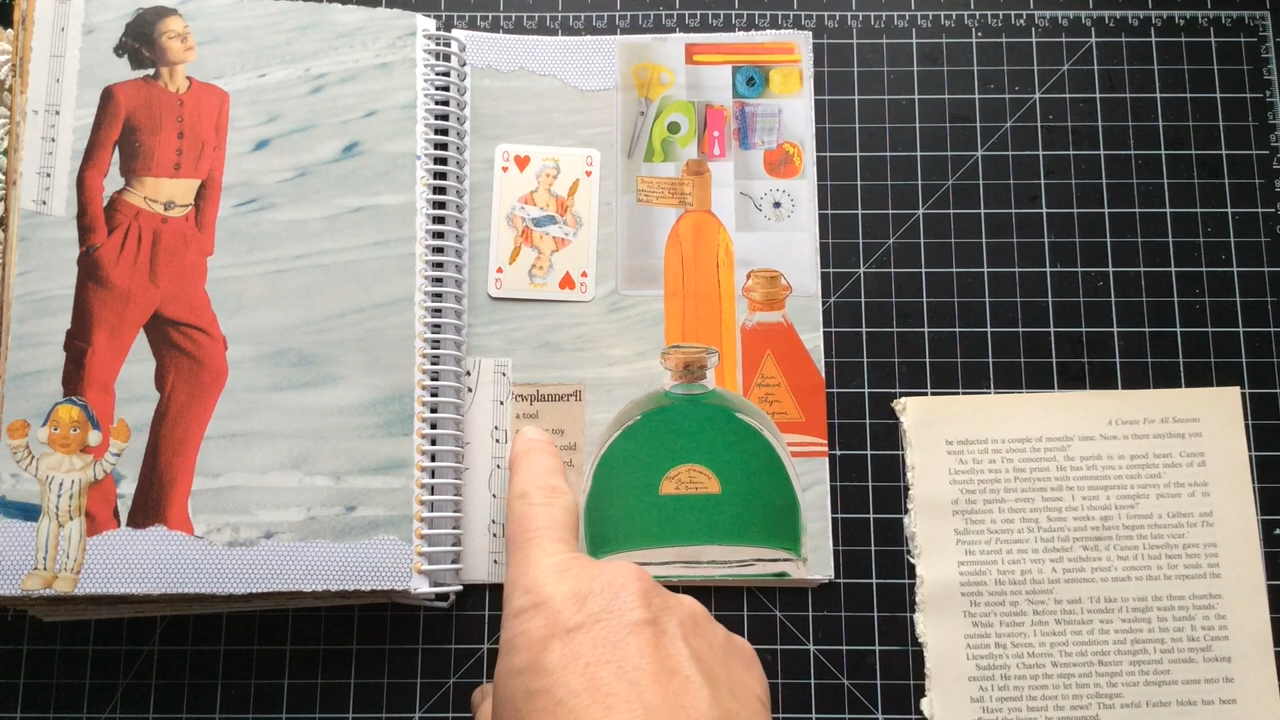 Q
Q
Q
Q
#cwplanner41
a tool
toy
cold
A Curate For All Seasons
be inducted in a couple of months' time. Now, is there anything you
want to tell me about the parish?'
'As far as I'm concerned, the parish is in good heart. Canon
Llewellyn was a fine priest. He has left you a complete index of all
church people in Pontywen with comments on each card.'
'One of my first actions will be to inaugurate a survey of the whole
of the parish—every house. I want a complete picture of its
population. Is there anything else I should know?'
'There is one thing. Some weeks ago I formed a Gilbert and
Sullivan Society at St Padarn's and we have begun rehearsals for The
Pirates of Penzance. I had full permission from the late vicar.'
He stared at me in disbelief. 'Well, if Canon Llewellyn gave you
permission I can't very well withdraw it, but if I had been here you
wouldn't have got it. A parish priest's concern is for souls not
soloists.' He liked that last sentence, so much so that he repeated the
words 'souls not soloists'.
He stood up. 'Now,' he said. 'I'd like to visit the three churches.
The car's outside. Before that, I wonder if I might wash my hands.'
While Father John Whittaker was 'washing his hands' in the
outside lavatory, I looked out of the window at his car. It was an
Austin Big Seven, in good condition and gleaming, not like Canon
Llewellyn's old Morris. The old order changeth, I said to myself.
Suddenly Charles Wentworth-Baxter appeared outside, looking
excited. He ran up the steps and banged on the door.
As I left my room to let him in, the vicar designate came into the
hall. I opened the door to my colleague.
'Have you heard the news? That awful Father bloke has been